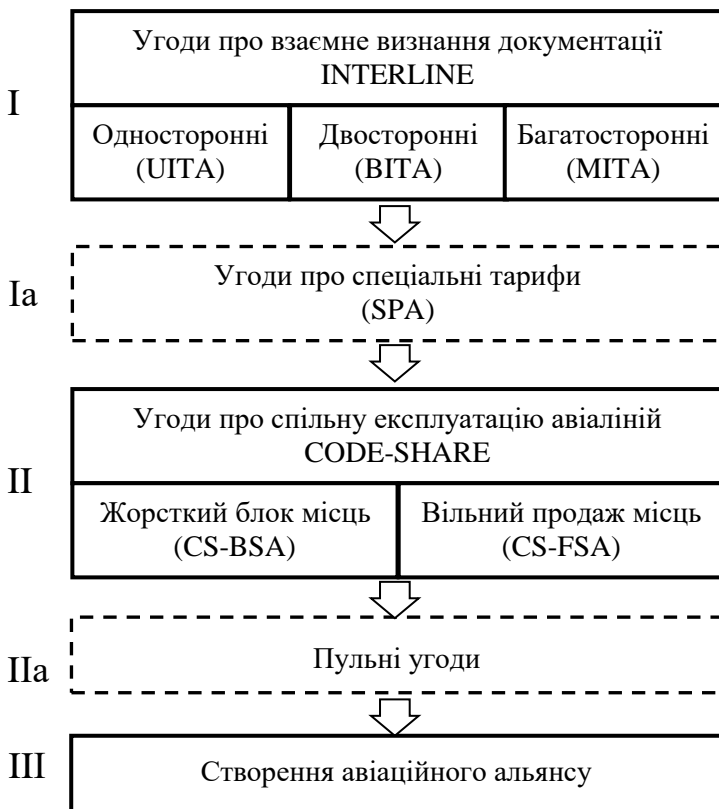 Угоди про взаємне визнання документації
INTERLINE
I
Односторонні
(UITA)
Двосторонні
(BITA)
Багатосторонні
(MITA)
Ia
Угоди про спеціальні тарифи
(SPA)
Угоди про спільну експлуатацію авіаліній
CODE-SHARE
II
Жорсткий блок місць
(CS-BSA)
Вільний продаж місць
(CS-FSA)
IIa
Пульні угоди
III
Створення авіаційного альянсу